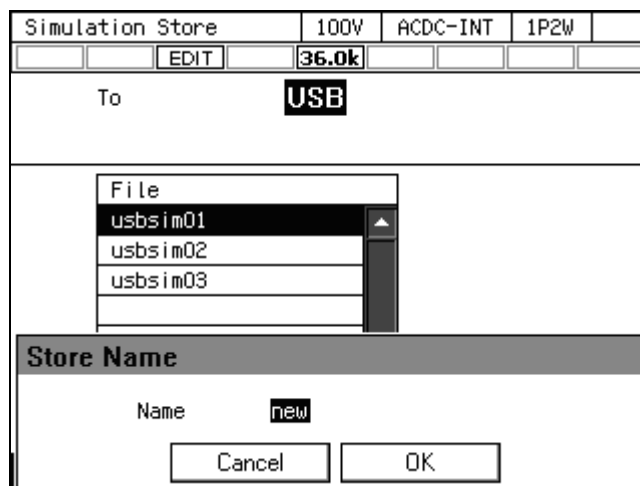 Simulation Store 100V ACDC-INT 1P2W
EDIT 36.0k
To USB
File
usbsim01
usbsim02
usbsim03
Store Name
Name new
Cancel OK